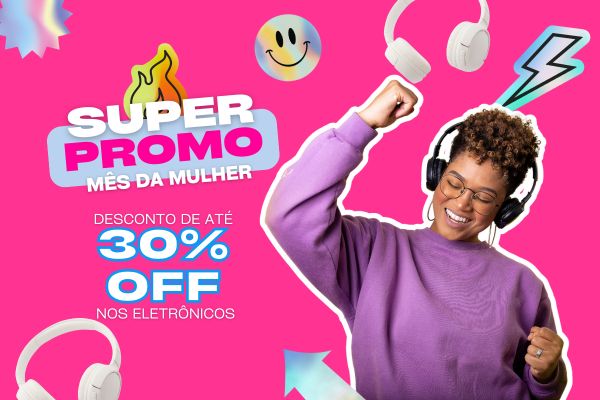 SUPER
PROMO
MÊS DA MULHER
DESCONTO DE ATÉ
30%
OFF
NOS ELETRÔNICOS